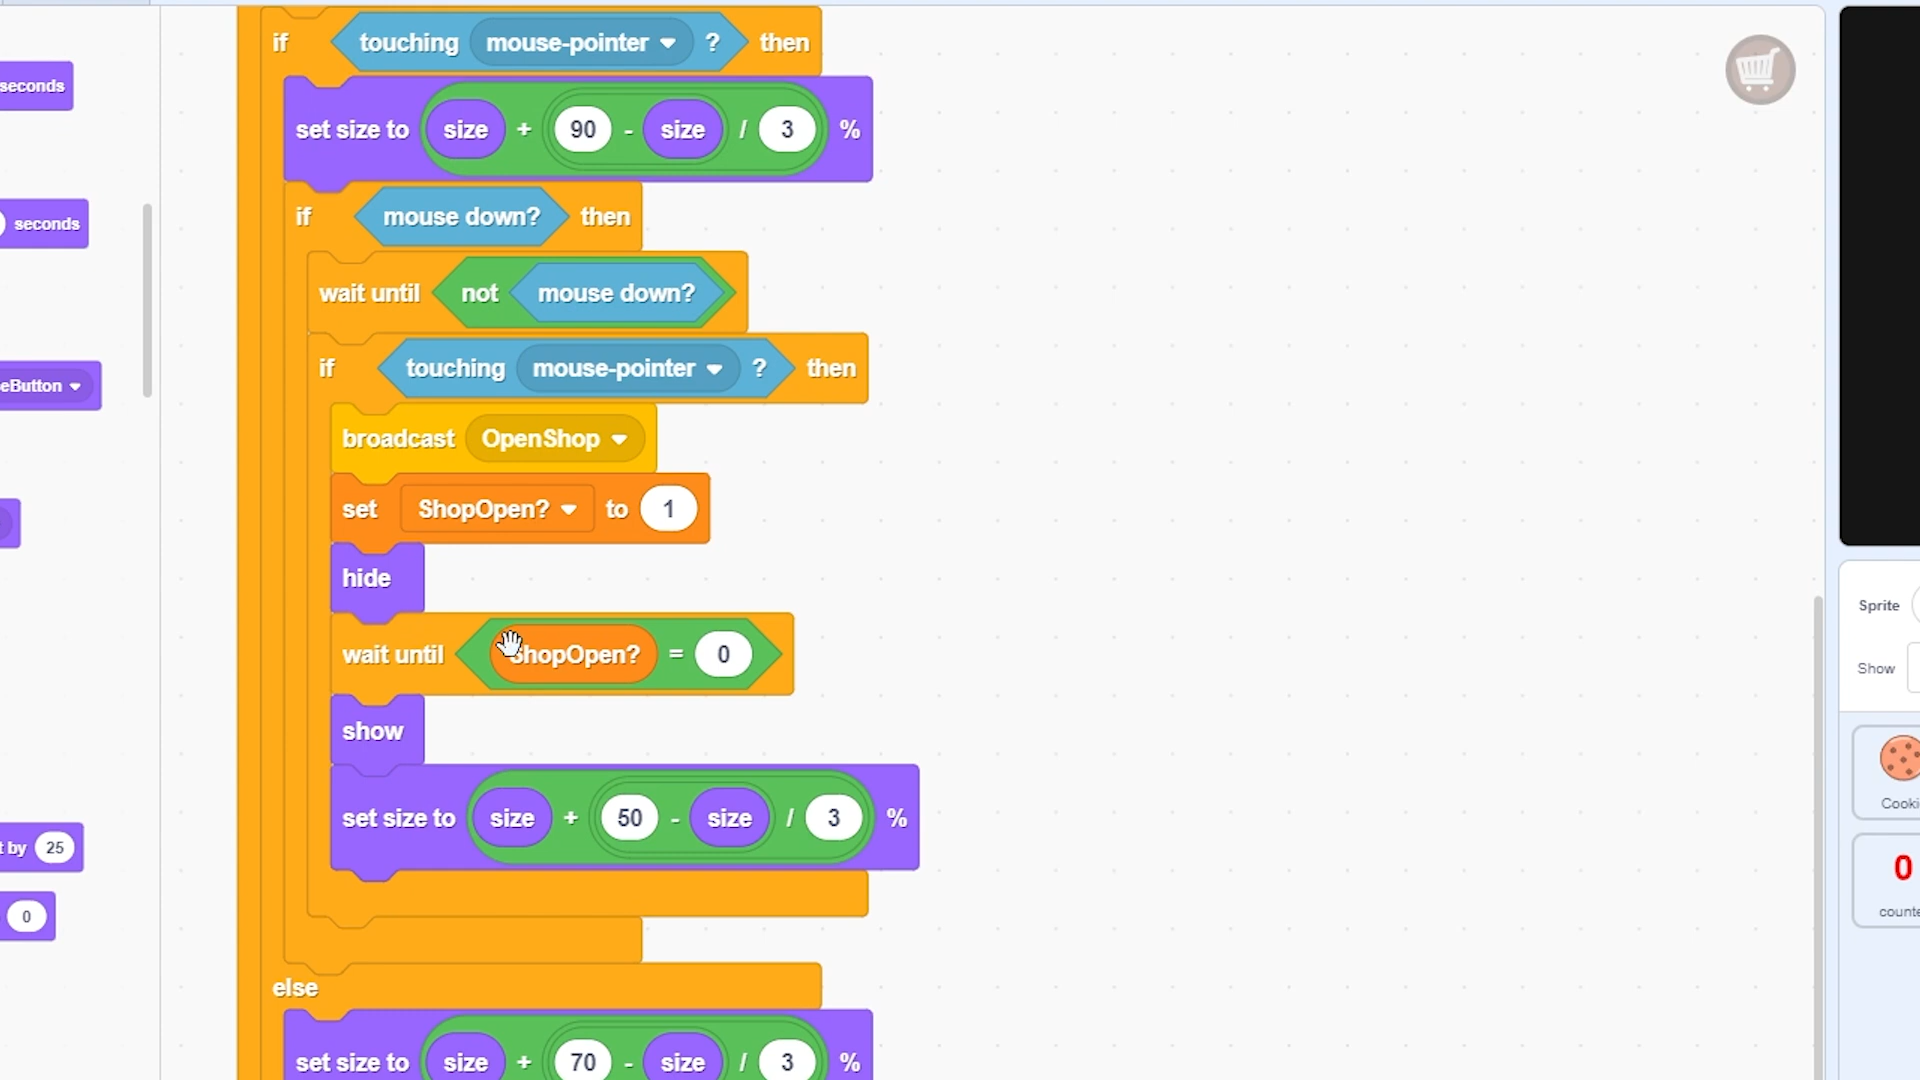 if touching mouse-pointer ? then
seconds
set size to size + 90 - size / 3 %
if mouse down? then
seconds
wait until not mouse down?
if touching mouse-pointer ? then
eButton
broadcast OpenShop
set ShopOpen? to 1
hide
Sprite
wait until ShopOpen? = 0
Show
show
set size to size + 50 - size / 3 %
Cooki
t by 25
0
0
counte
else
set size to size + 70 - size / 3 %